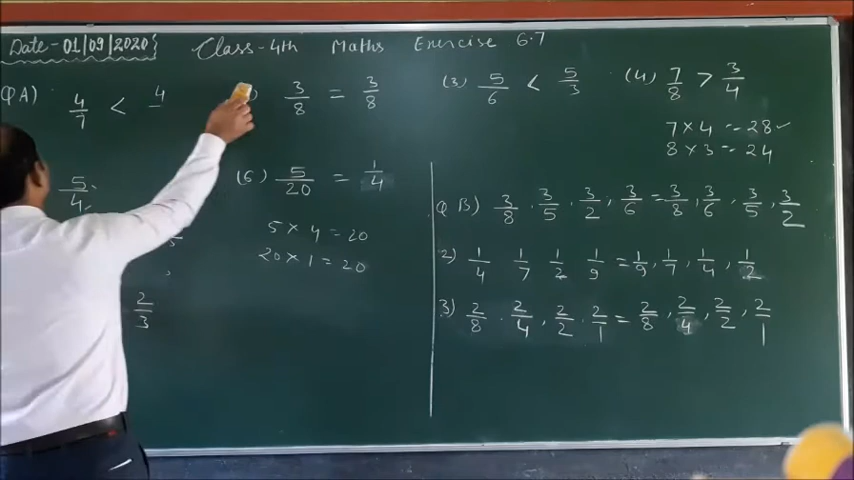 Date - 01/09/2020 Class - 4th Maths Exercise 6.7
Q A) 4/7 < 4/ 3/8 = 3/8 (3) 5/6 < 5/3 (4) 7/8 > 3/4
7 × 4 = 28 ✓
8 × 3 = 24
5/4 (6) 5/20 = 1/4
5 × 4 = 20
20 × 1 = 20
2/3
Q B) 3/8 . 3/5 . 3/2 , 3/6 = 3/8 , 3/6 , 3/5 , 3/2
2) 1/4 1/7 1/2 1/9 = 1/9 , 1/7 , 1/4 , 1/2
3) 2/8 . 2/4 , 2/2 . 2/1 = 2/8 , 2/4 , 2/2 , 2/1